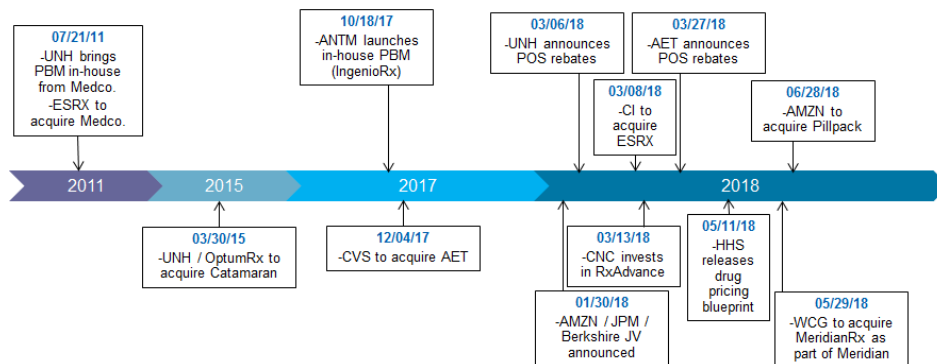 07/21/11
-UNH brings
PBM in-house
from Medco.
-ESRX to
acquire Medco.
10/18/17
-ANTM launches
in-house PBM
(IngenioRx)
03/06/18
-UNH announces
POS rebates
03/27/18
-AET announces
POS rebates
03/08/18
-CI to
acquire
ESRX
06/28/18
-AMZN to
acquire Pillpack
2011
2015
2017
2018
03/30/15
-UNH / OptumRx to
acquire Catamaran
12/04/17
-CVS to acquire AET
01/30/18
-AMZN / JPM /
Berkshire JV
announced
03/13/18
-CNC invests
in RxAdvance
05/11/18
-HHS
releases
drug
pricing
blueprint
05/29/18
-WCG to acquire
MeridianRx as
part of Meridian